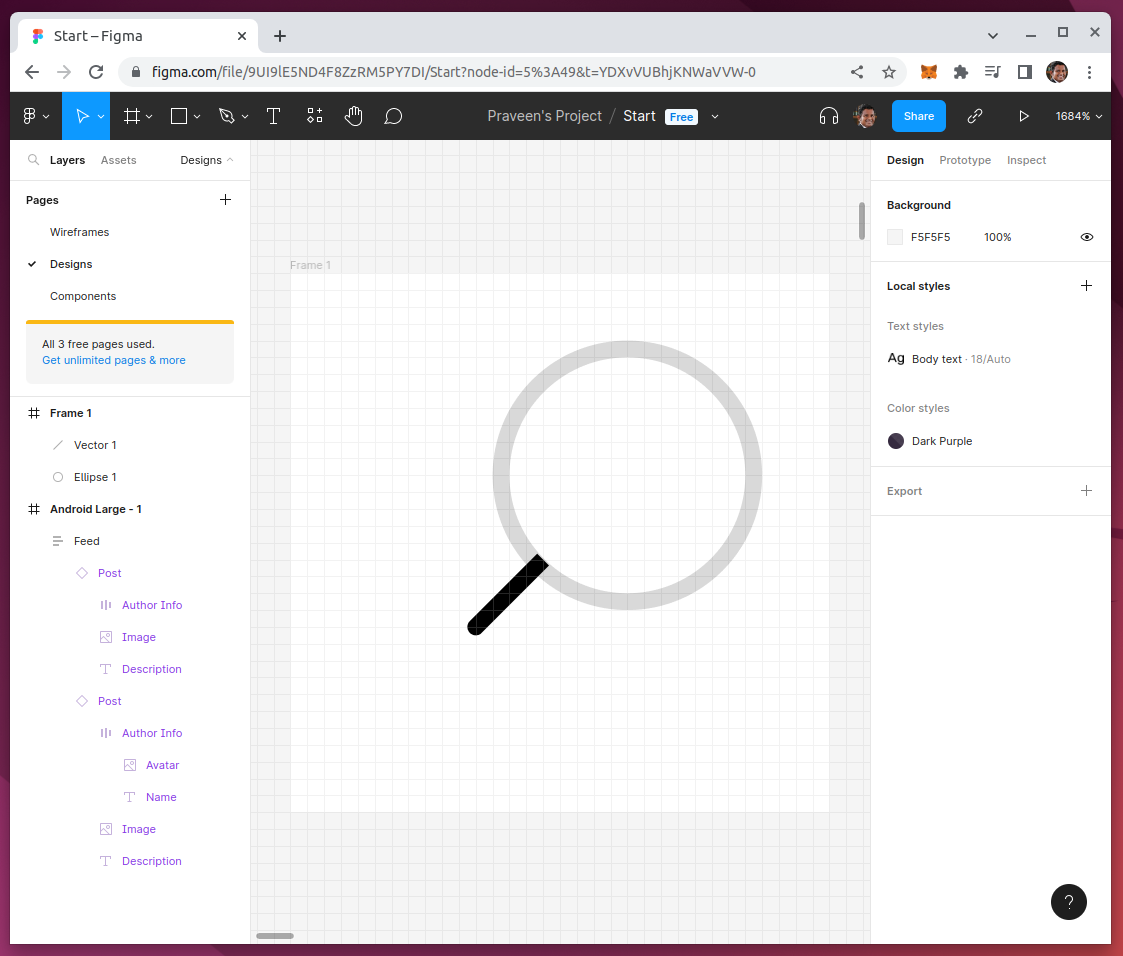 Start – Figma
figma.com/file/9UI9lE5ND4F8ZzRM5PY7DI/Start?node-id=5%3A49&t=YDXvVUBhjKNWaVVW-0
Praveen's Project / Start Free
Share
1684%
Layers
Assets
Designs
Pages
Wireframes
Designs
Components
All 3 free pages used.
Get unlimited pages & more
Frame 1
Vector 1
Ellipse 1
Android Large - 1
Feed
Post
Author Info
Image
Description
Post
Author Info
Avatar
Name
Image
Description
Frame 1
Design
Prototype
Inspect
Background
F5F5F5 100%
Local styles
Text styles
Ag Body text · 18/Auto
Color styles
Dark Purple
Export
?